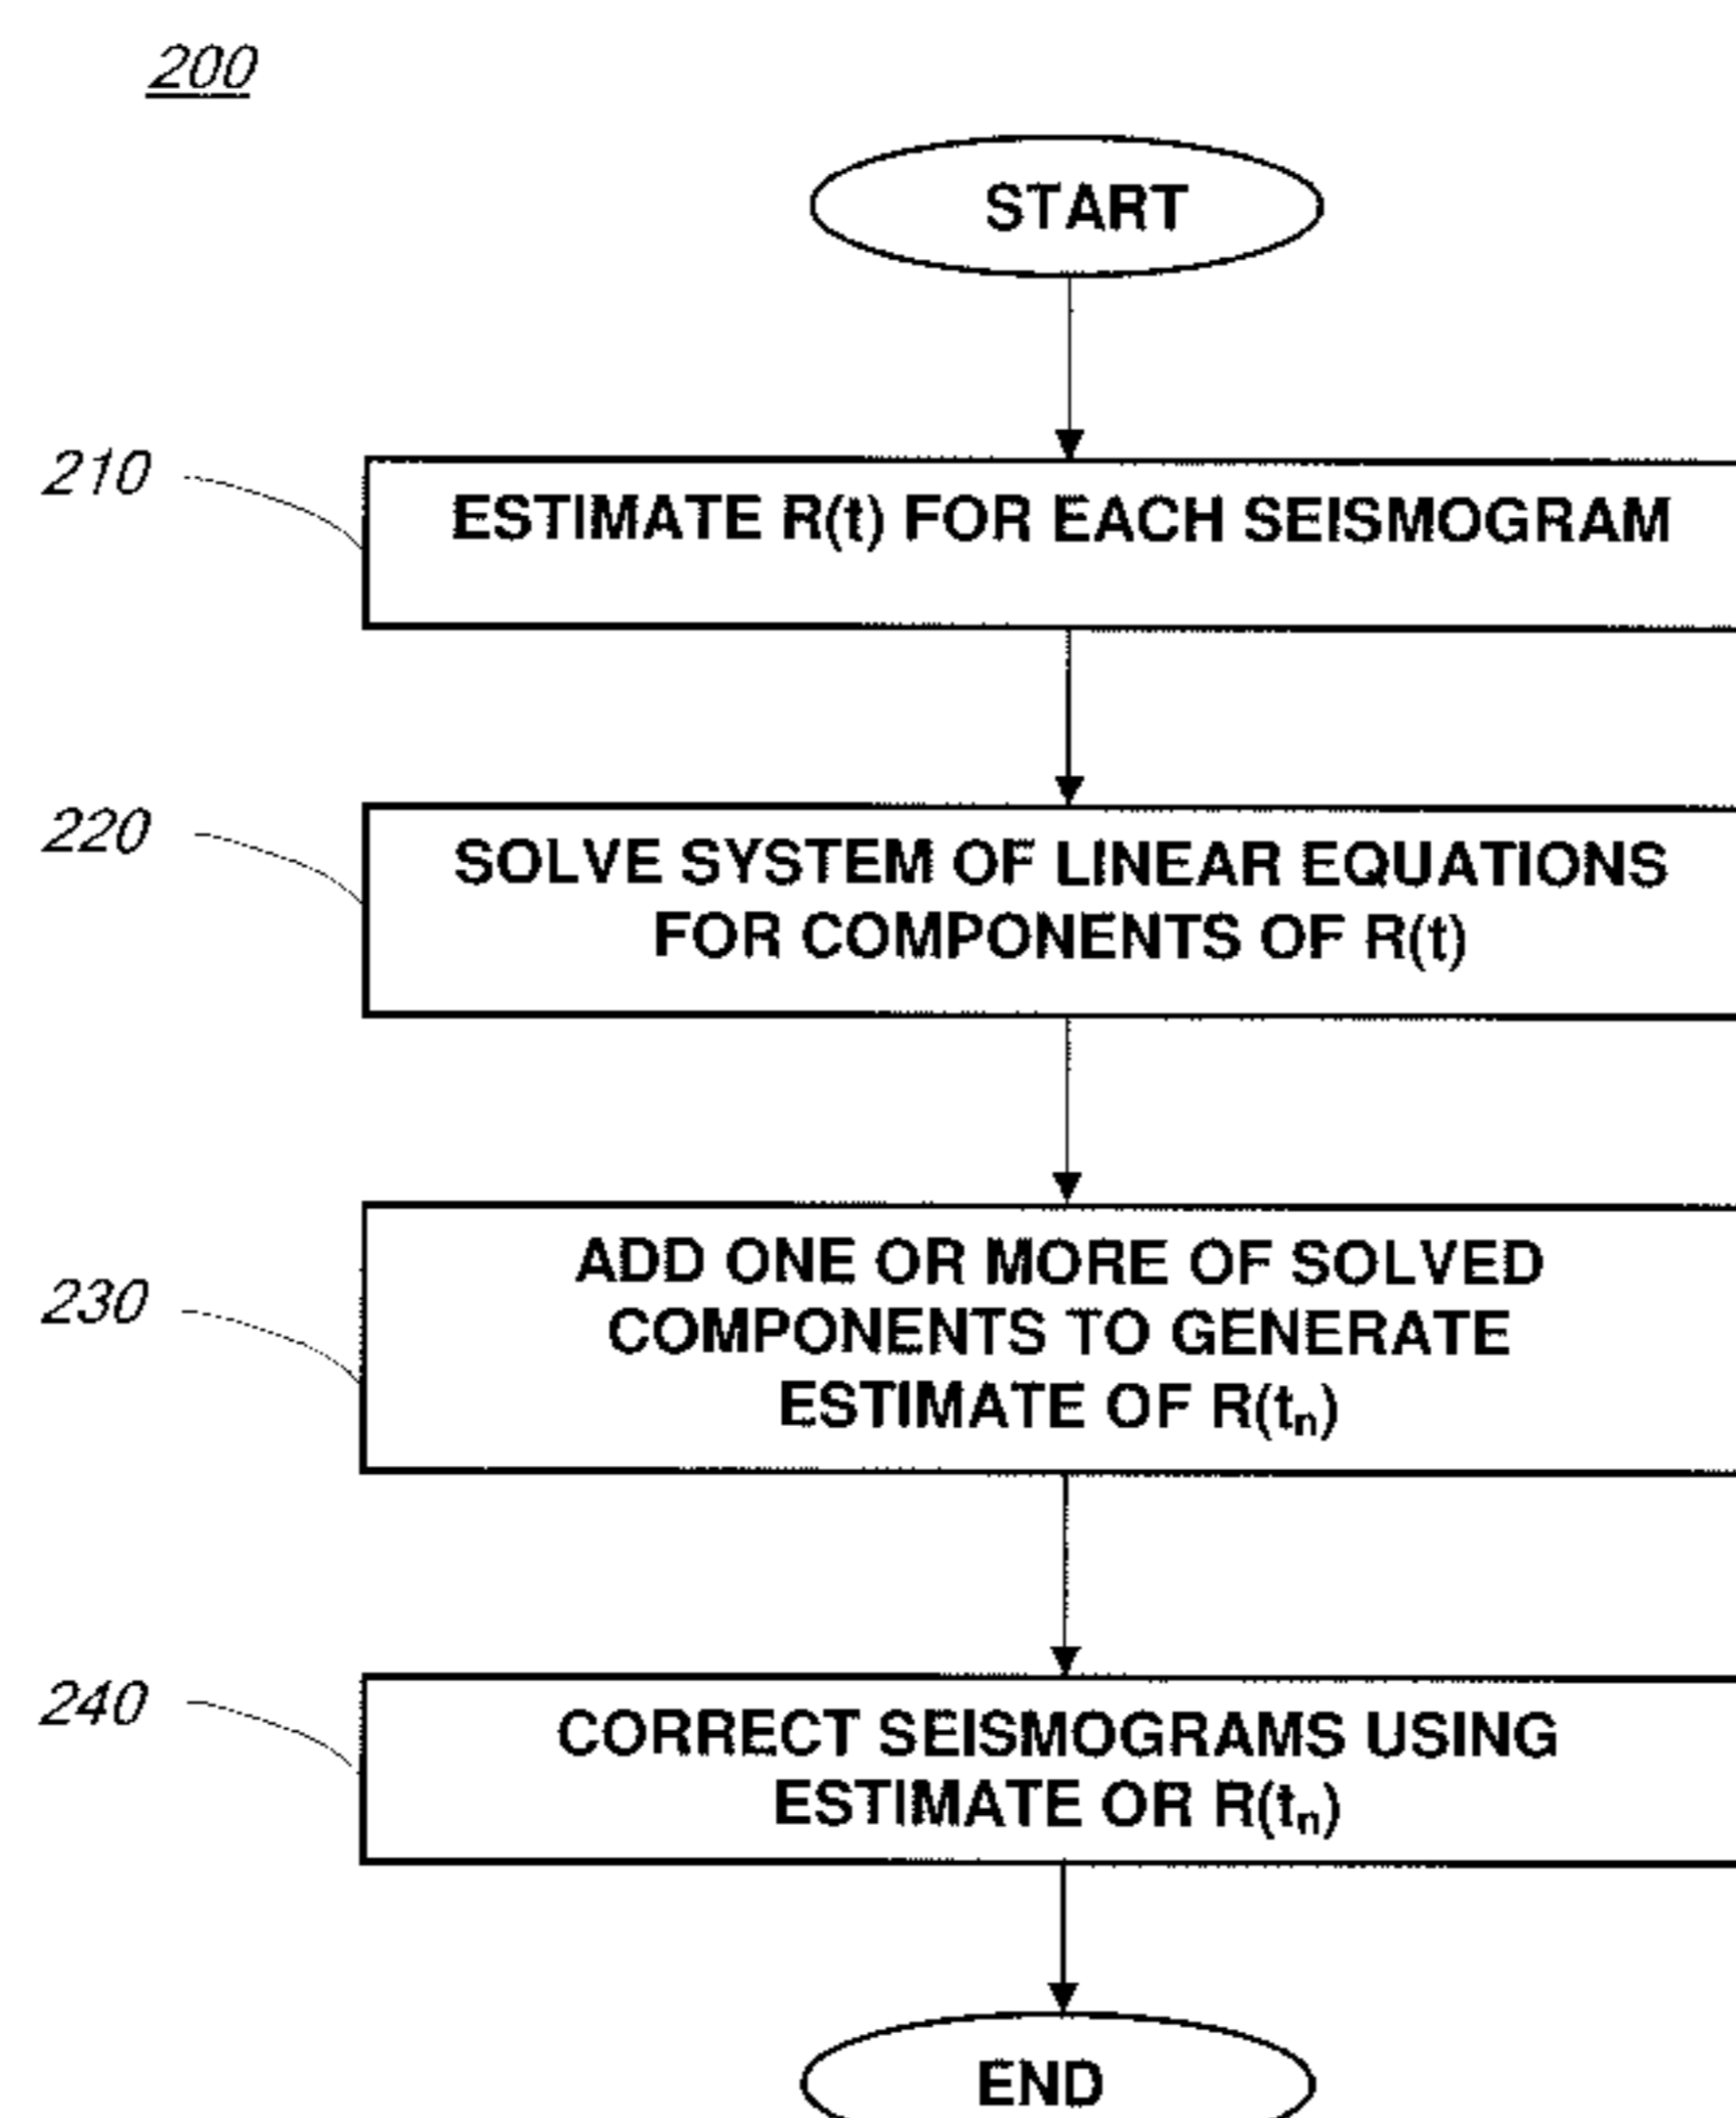 200
START
210
ESTIMATE R(t) FOR EACH SEISMOGRAM
220
SOLVE SYSTEM OF LINEAR EQUATIONS
FOR COMPONENTS OF R(t)
230
ADD ONE OR MORE OF SOLVED
COMPONENTS TO GENERATE
ESTIMATE OF R(tₙ)
240
CORRECT SEISMOGRAMS USING
ESTIMATE OR R(tₙ)
END